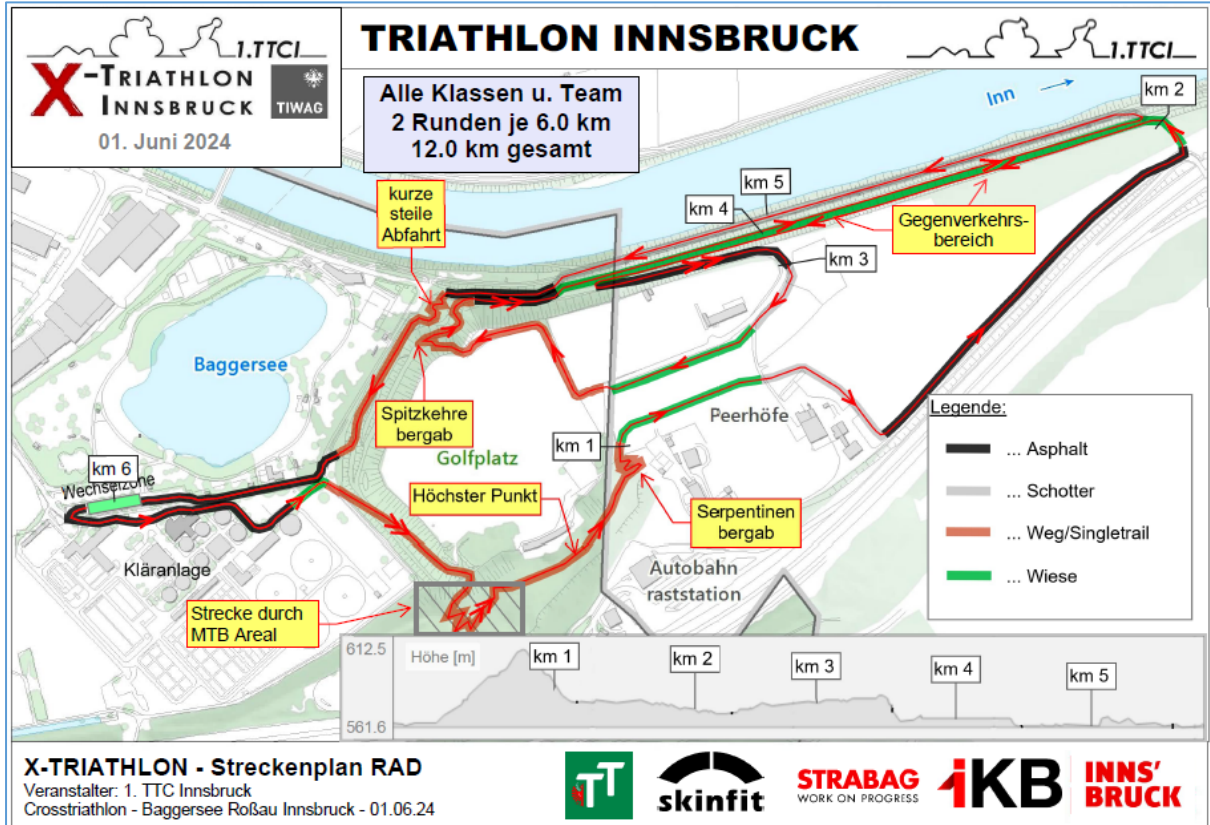 1.TTCI
X-TRIATHLON
INNSBRUCK
TIWAG
01. Juni 2024
TRIATHLON INNSBRUCK
1.TTCI
Alle Klassen u. Team
2 Runden je 6.0 km
12.0 km gesamt
Inn
km 2
kurze
steile
Abfahrt
km 5
km 4
Gegenverkehrs-
bereich
km 3
Baggersee
Spitzkehre
bergab
Peerhöfe
km 1
Golfplatz
km 6
Wechselzone
Höchster Punkt
Serpentinen
bergab
Kläranlage
Autobahn
raststation
Strecke durch
MTB Areal
Legende:
... Asphalt
... Schotter
... Weg/Singletrail
... Wiese
612.5
Höhe [m]
km 1
km 2
km 3
km 4
km 5
561.6
X-TRIATHLON - Streckenplan RAD
Veranstalter: 1. TTC Innsbruck
Crosstriathlon - Baggersee Roßau Innsbruck - 01.06.24
TT
skinfit
STRABAG
WORK ON PROGRESS
iKB
INNS'
BRUCK